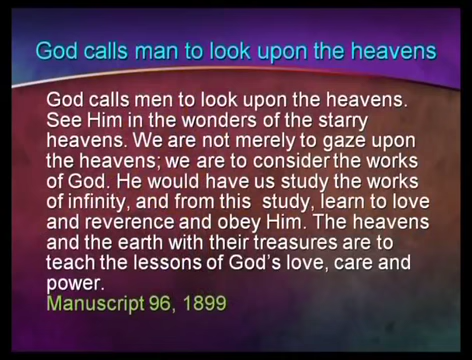 God calls man to look upon the heavens
God calls men to look upon the heavens.
See Him in the wonders of the starry
heavens. We are not merely to gaze upon
the heavens; we are to consider the works
of God. He would have us study the works
of infinity, and from this study, learn to love
and reverence and obey Him. The heavens
and the earth with their treasures are to
teach the lessons of God's love, care and
power.
Manuscript 96, 1899